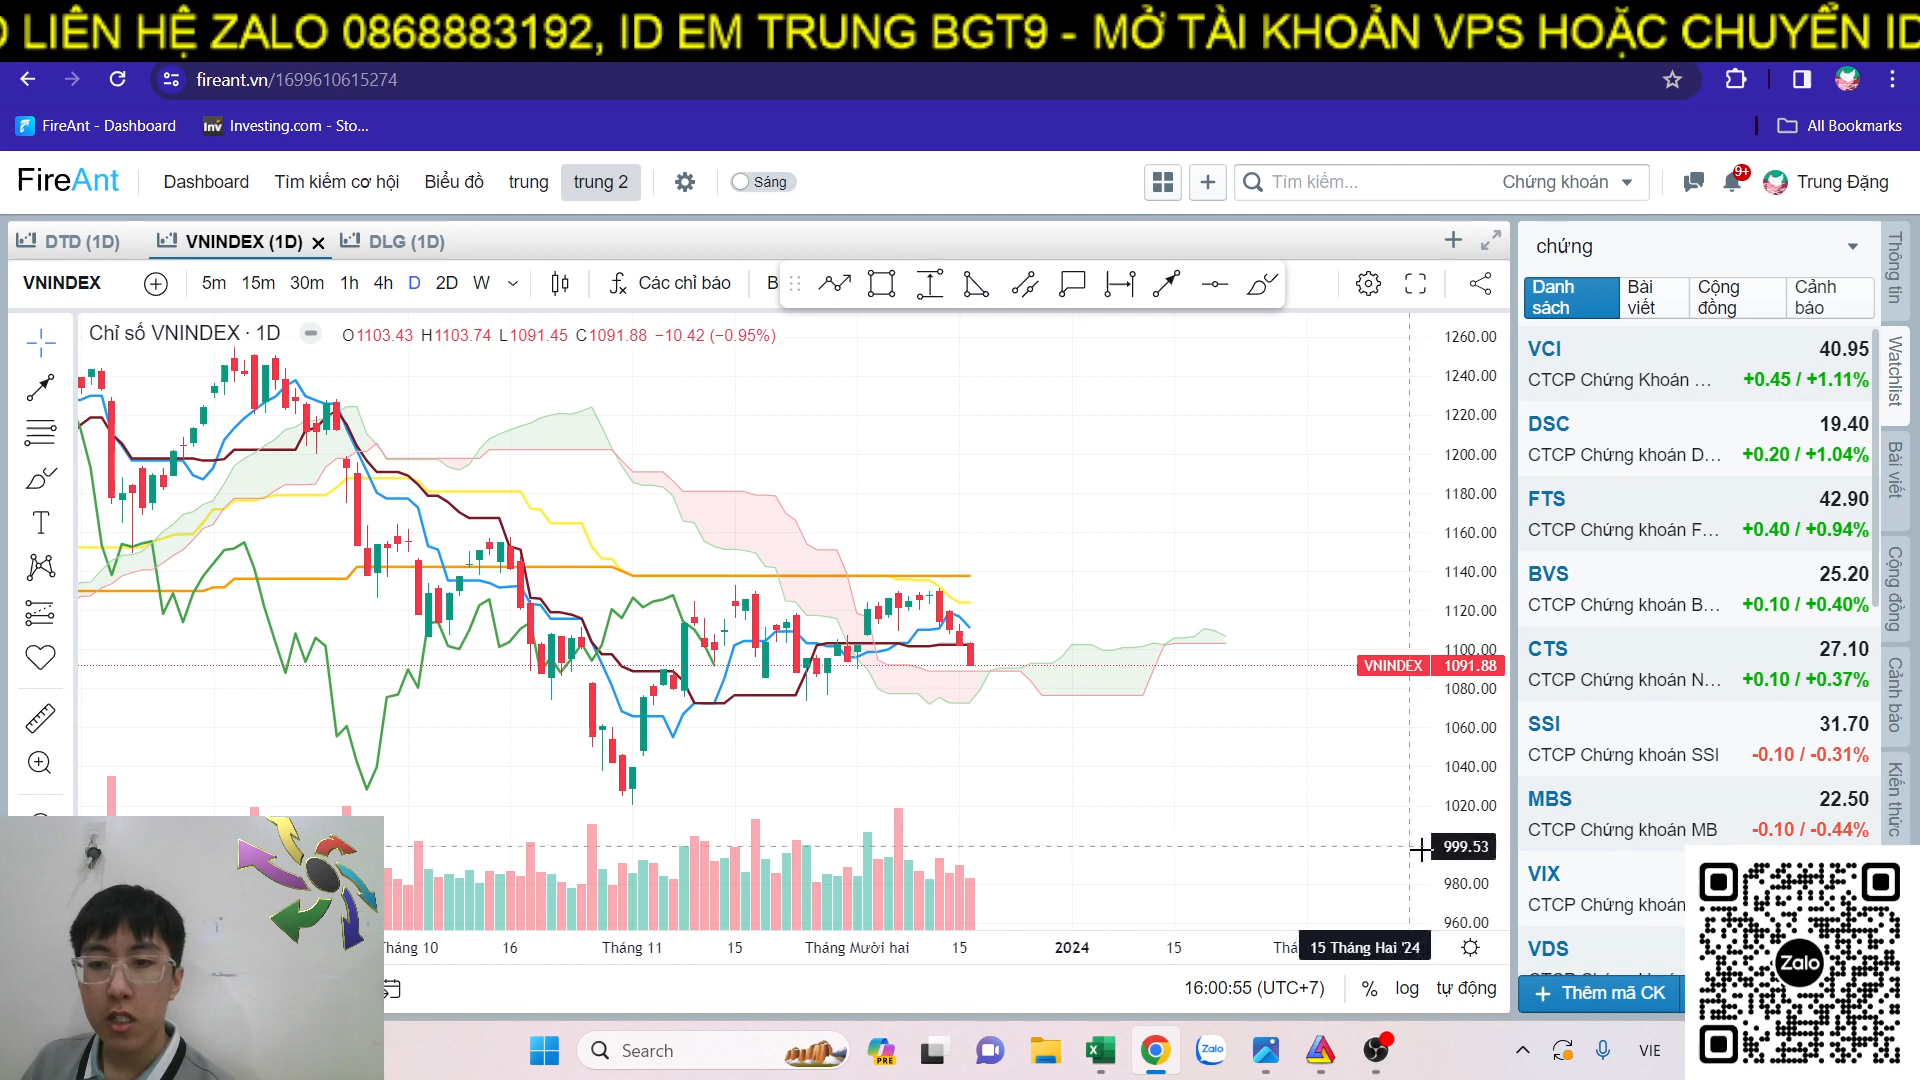 LIÊN HỆ ZALO 0868883192, ID EM TRUNG BGT9 - MỞ TÀI KHOẢN VPS HOẶC CHUYỂN ID
fireant.vn/1699610615274
FireAnt - Dashboard
Investing.com - Sto...
All Bookmarks
FireAnt
Dashboard
Tìm kiếm cơ hội
Biểu đồ
trung
trung 2
Sáng
Tìm kiếm...
Chứng khoán
9+
Trung Đặng
DTD (1D)
VNINDEX (1D)
DLG (1D)
VNINDEX
5m 15m 30m 1h 4h D 2D W
Các chỉ báo
Chỉ số VNINDEX · 1D
O1103.43 H1103.74 L1091.45 C1091.88 −10.42 (−0.95%)
1260.00
1240.00
1220.00
1200.00
1180.00
1160.00
1140.00
1120.00
1100.00
VNINDEX 1091.88
1080.00
1060.00
1040.00
1020.00
999.53
980.00
960.00
16
Tháng 11
15
Tháng Mười hai
15
2024
15
15 Tháng Hai '24
16:00:55 (UTC+7)
%
log
tự động
chứng
Danh sách
Bài viết
Cộng đồng
Cảnh báo
VCI 40.95
CTCP Chứng Khoán ... +0.45 / +1.11%
DSC 19.40
CTCP Chứng khoán D... +0.20 / +1.04%
FTS 42.90
CTCP Chứng khoán F... +0.40 / +0.94%
BVS 25.20
CTCP Chứng khoán B... +0.10 / +0.40%
CTS 27.10
CTCP Chứng khoán N... +0.10 / +0.37%
SSI 31.70
CTCP Chứng khoán SSI -0.10 / -0.31%
MBS 22.50
CTCP Chứng khoán MB -0.10 / -0.44%
VIX
CTCP Chứng khoán
VDS
Thêm mã CK
Thông tin
Watchlist
Bài viết
Cộng đồng
Cảnh báo
Kiến thức
Zalo
Search
PRE
Zalo
VIE